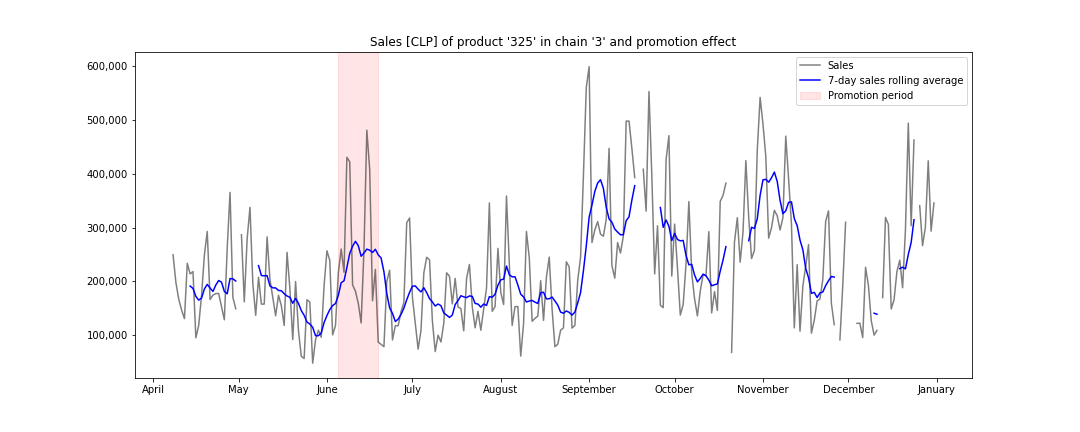 Sales [CLP] of product '325' in chain '3' and promotion effect
600,000
500,000
400,000
300,000
200,000
100,000
Sales
7-day sales rolling average
Promotion period
April May June July August September October November December January